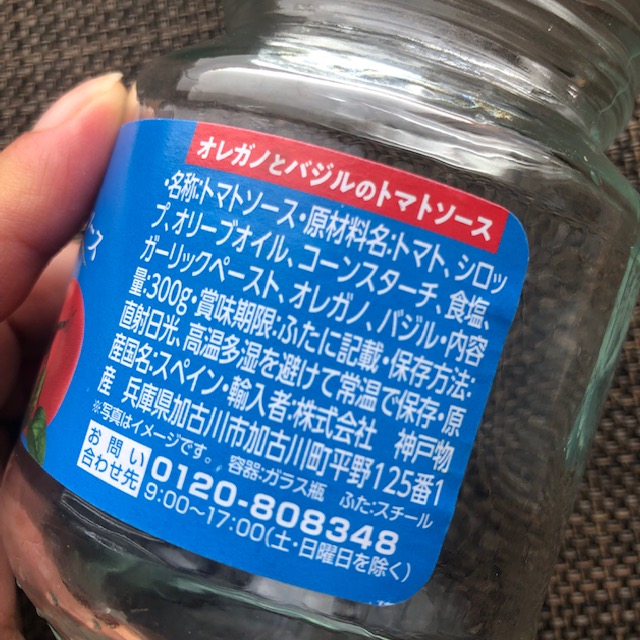 オレガノとバジルのトマトソース
・名称:トマトソース・原材料名:トマト、シロッ
プ、オリーブオイル、コーンスターチ、食塩、
ガーリックペースト、オレガノ、バジル・内容
量:300g・賞味期限:ふたに記載・保存方法:
直射日光、高温多湿を避けて常温で保存・原
産国名:スペイン・輸入者:株式会社 神戸物
産 兵庫県加古川市加古川町平野125番1
※写真はイメージです。 容器:ガラス瓶 ふた:スチール
お問い
合わせ先
0120-808348
9:00~17:00(土・日曜日を除く)